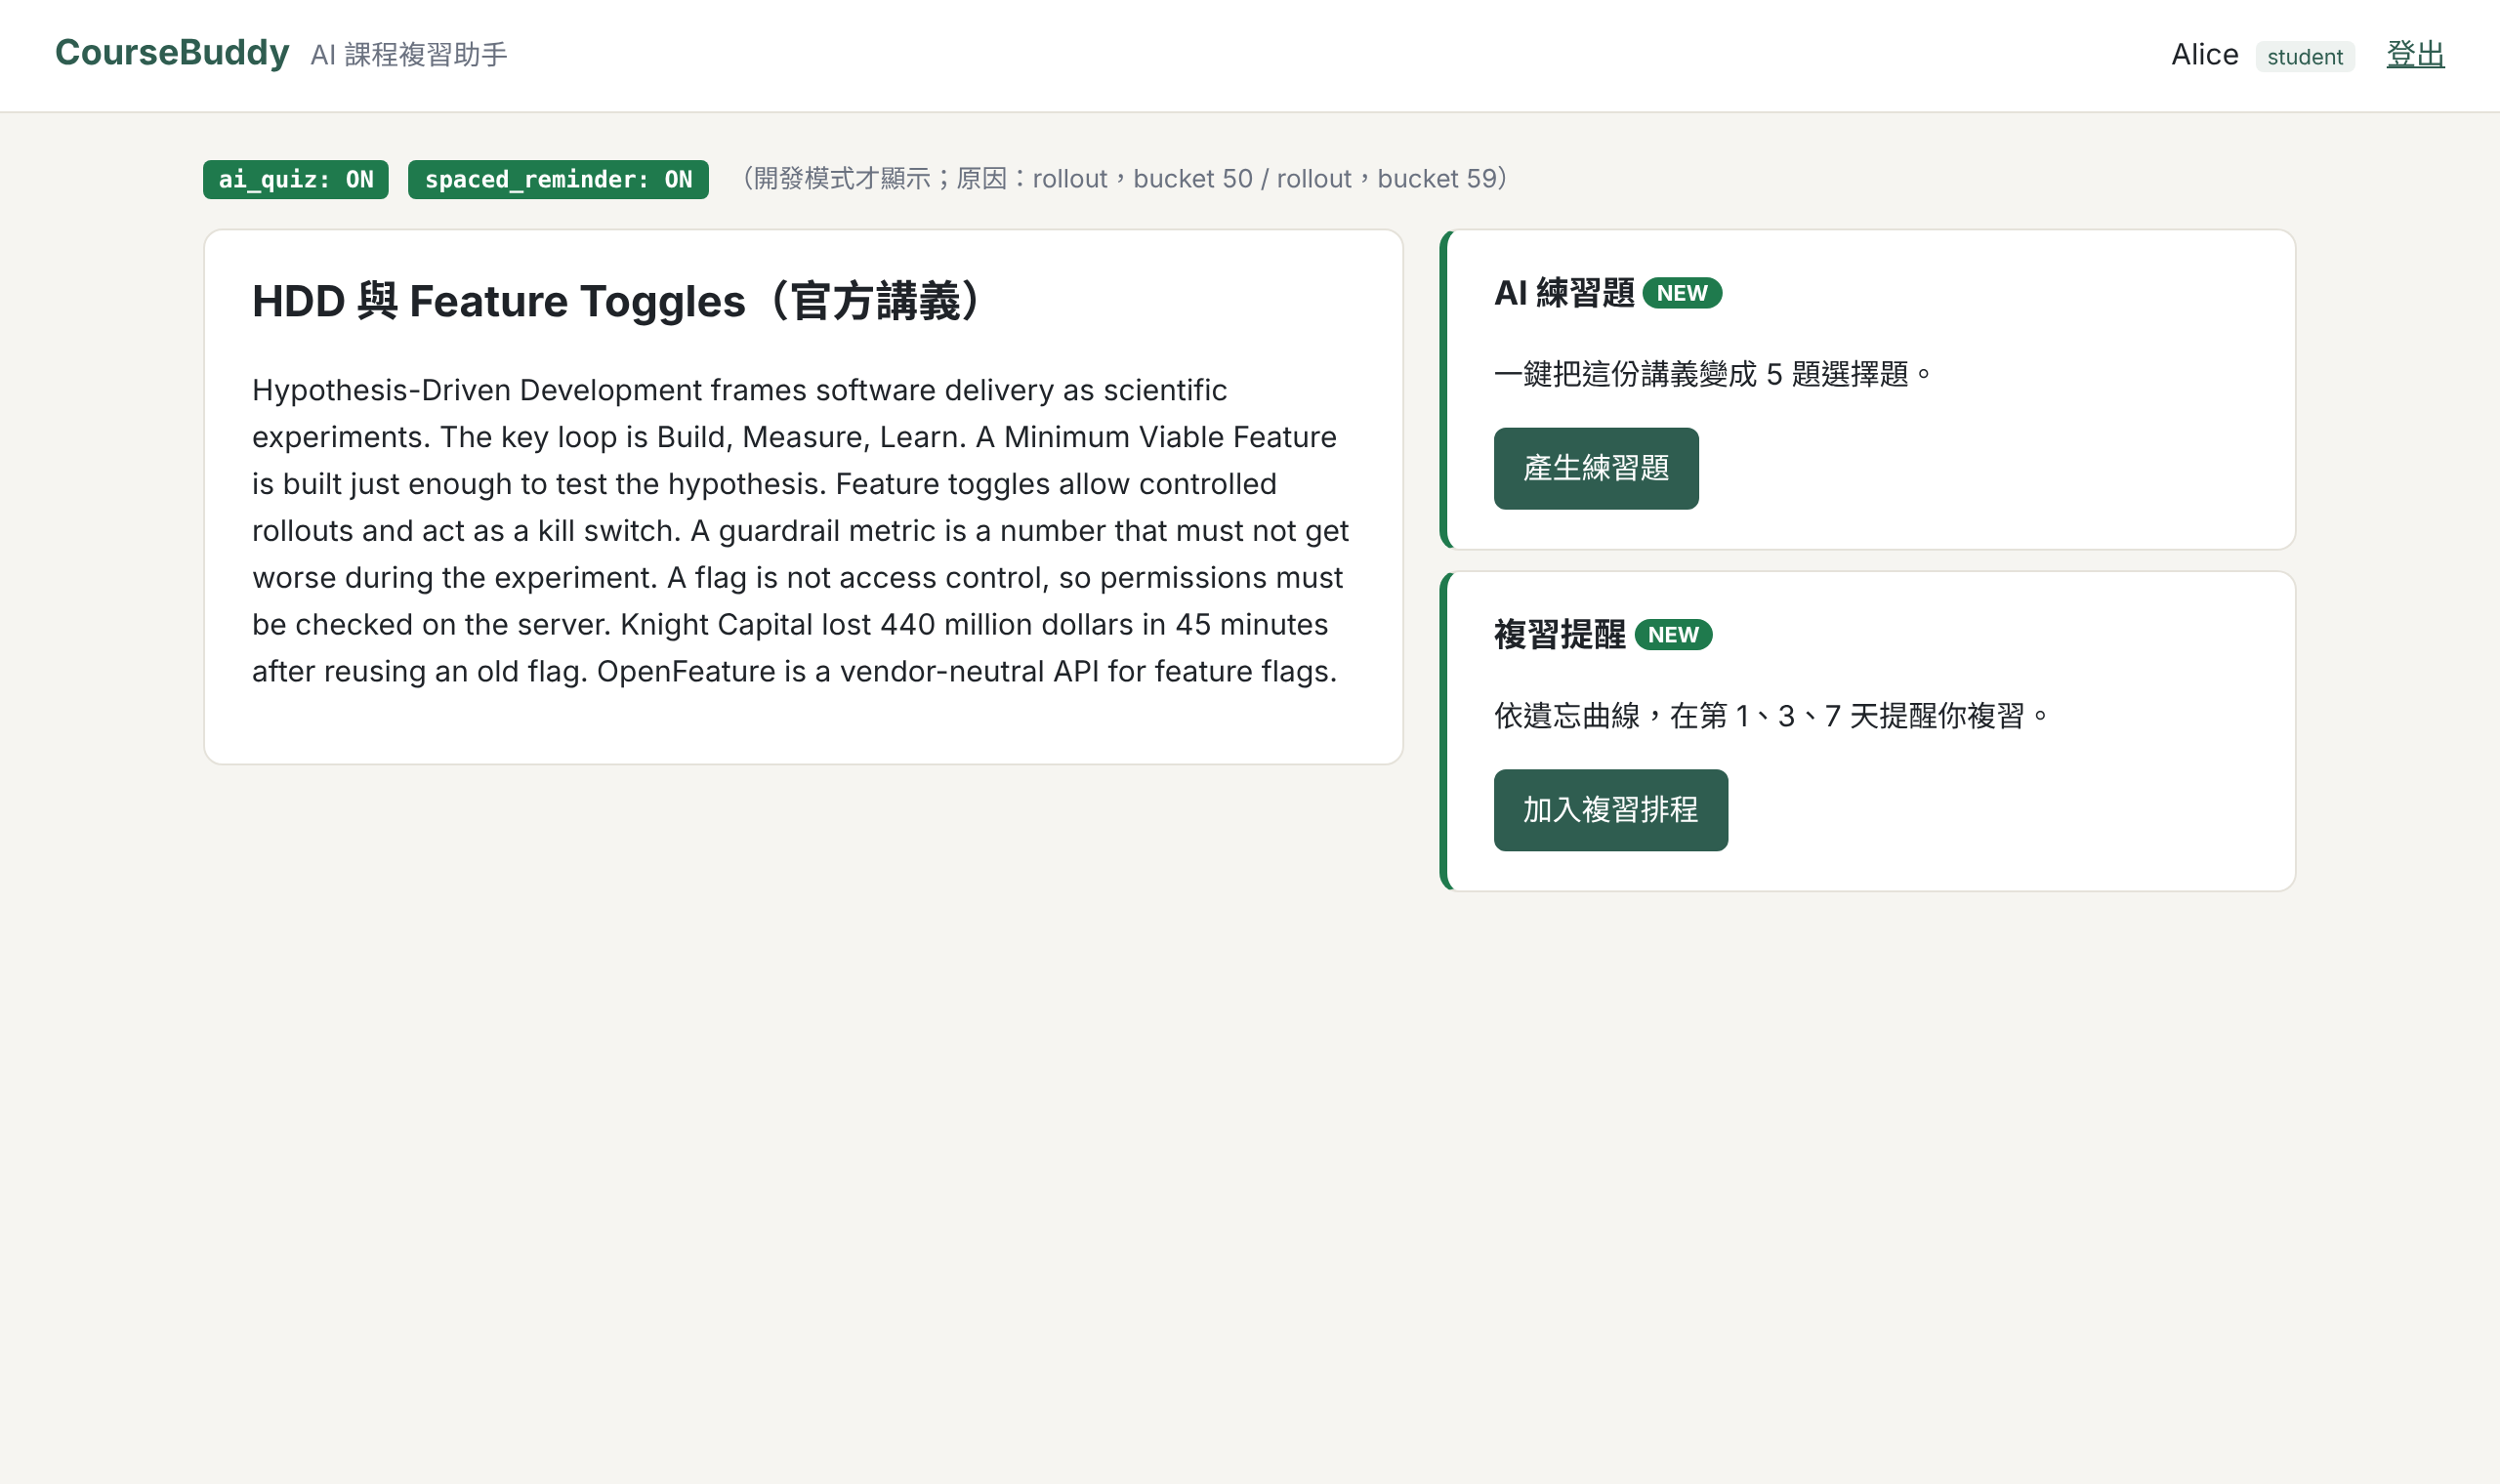 CourseBuddy AI 課程複習助手
Alice student 登出
ai_quiz: ON spaced_reminder: ON （開發模式才顯示；原因：rollout，bucket 50 / rollout，bucket 59）
HDD 與 Feature Toggles（官方講義）
Hypothesis-Driven Development frames software delivery as scientific
experiments. The key loop is Build, Measure, Learn. A Minimum Viable Feature
is built just enough to test the hypothesis. Feature toggles allow controlled
rollouts and act as a kill switch. A guardrail metric is a number that must not get
worse during the experiment. A flag is not access control, so permissions must
be checked on the server. Knight Capital lost 440 million dollars in 45 minutes
after reusing an old flag. OpenFeature is a vendor-neutral API for feature flags.
AI 練習題 NEW
一鍵把這份講義變成 5 題選擇題。
產生練習題
複習提醒 NEW
依遺忘曲線，在第 1、3、7 天提醒你複習。
加入複習排程